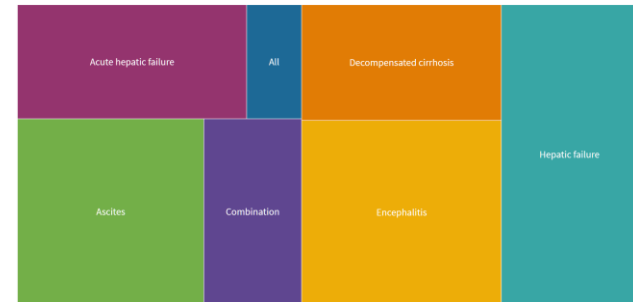 Acute hepatic failure
All
Decompensated cirrhosis
Hepatic failure
Ascites
Combination
Encephalitis